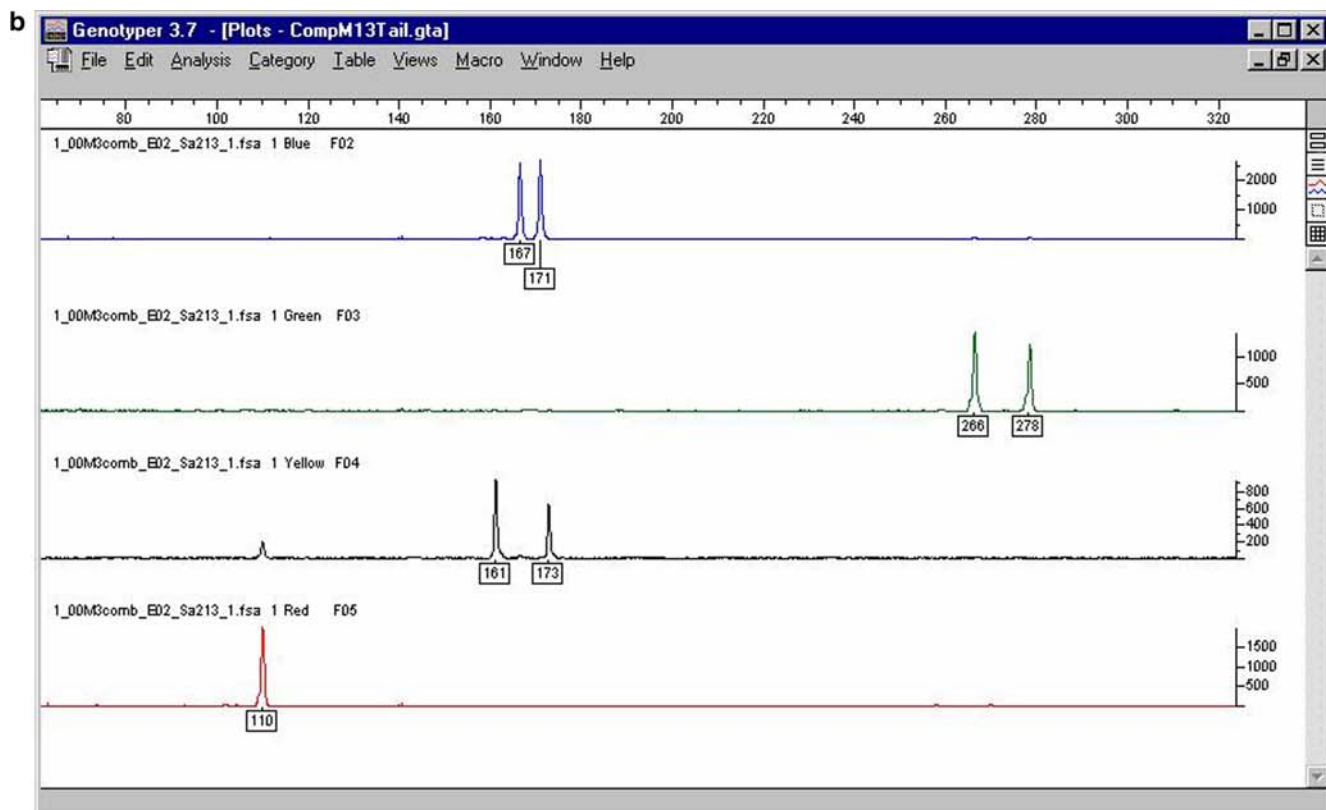 b
Genotyper 3.7 - [Plots - CompM13Tail.gta]
File Edit Analysis Category Table Views Macro Window Help
80 100 120 140 160 180 200 220 240 260 280 300 320
1_00M3comb_E02_Sa213_1.fsa 1 Blue F02
2000
1000
167
171
1_00M3comb_E02_Sa213_1.fsa 1 Green F03
1000
500
266 278
1_00M3comb_E02_Sa213_1.fsa 1 Yellow F04
800
600
400
200
161 173
1_00M3comb_E02_Sa213_1.fsa 1 Red F05
1500
1000
500
110